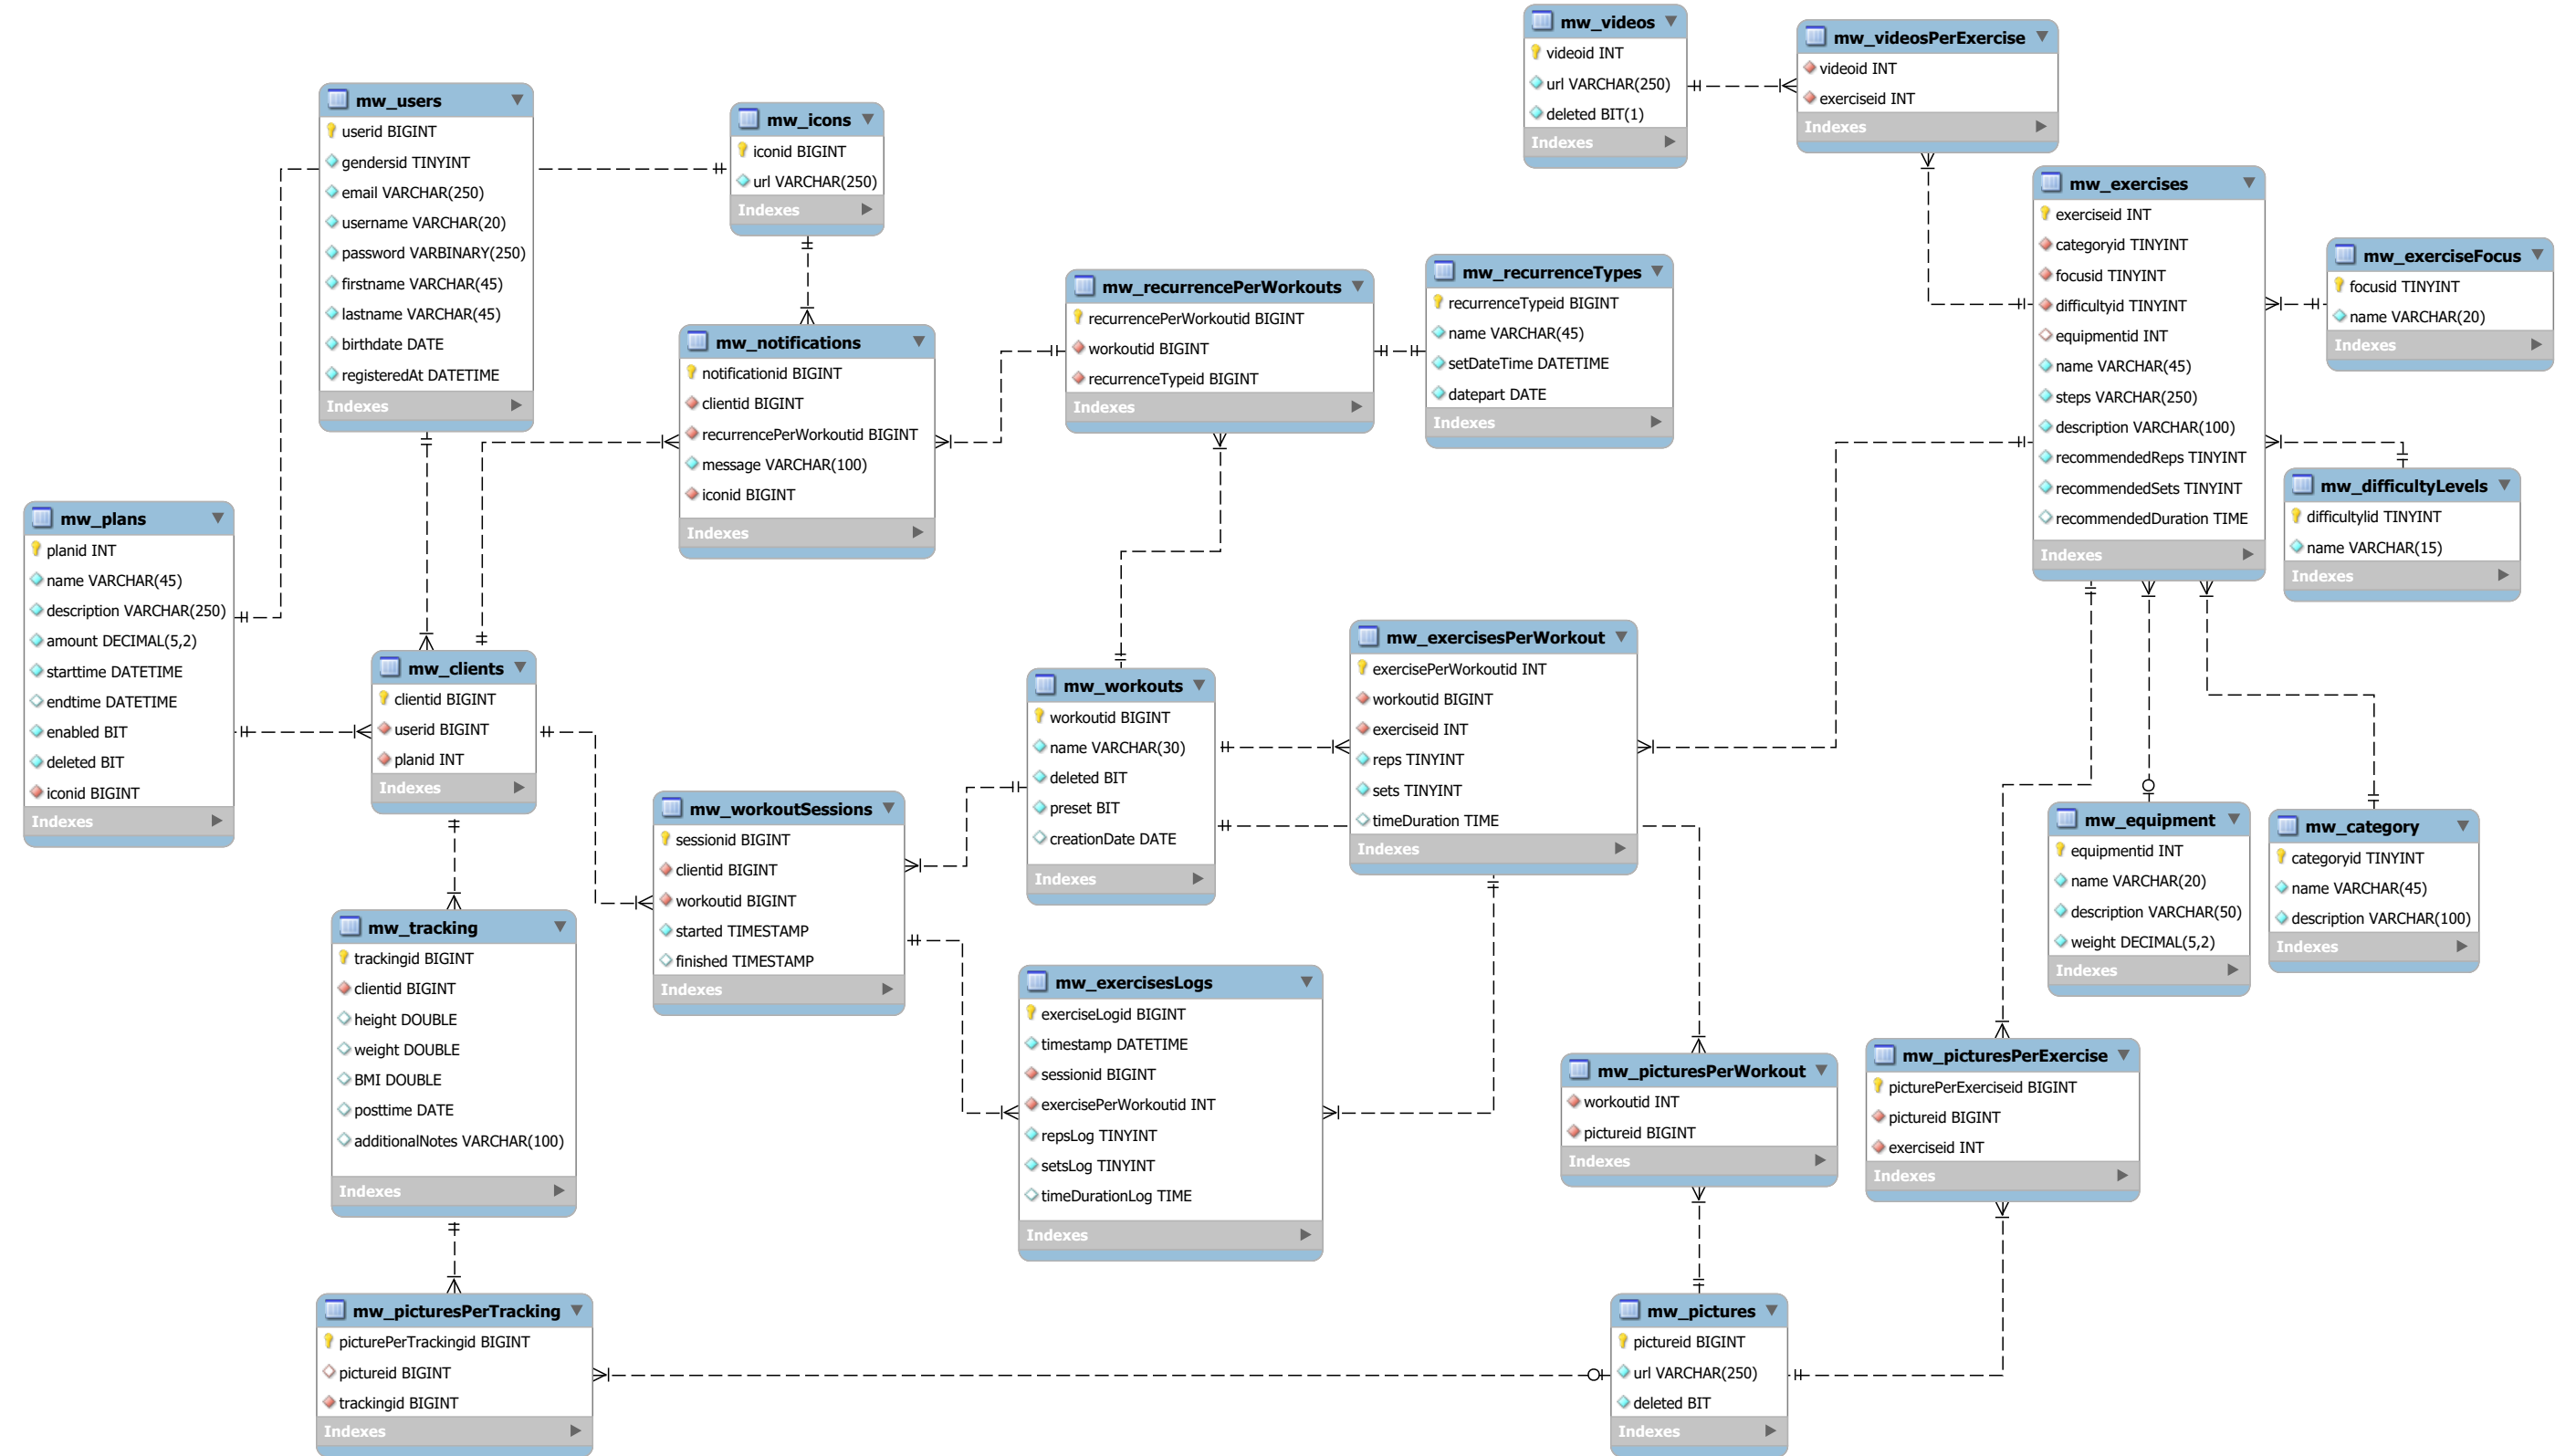 mw_videos
videoid INT
url VARCHAR(250)
deleted BIT(1)
Indexes
mw_videosPerExercise
videoid INT
exerciseid INT
Indexes
mw_users
userid BIGINT
gendersid TINYINT
email VARCHAR(250)
username VARCHAR(20)
password VARBINARY(250)
firstname VARCHAR(45)
lastname VARCHAR(45)
birthdate DATE
registeredAt DATETIME
Indexes
mw_icons
iconid BIGINT
url VARCHAR(250)
Indexes
mw_exercises
exerciseid INT
categoryid TINYINT
focusid TINYINT
difficultyid TINYINT
equipmentid INT
name VARCHAR(45)
steps VARCHAR(250)
description VARCHAR(100)
recommendedReps TINYINT
recommendedSets TINYINT
recommendedDuration TIME
Indexes
mw_exerciseFocus
focusid TINYINT
name VARCHAR(20)
Indexes
mw_recurrencePerWorkouts
recurrencePerWorkoutid BIGINT
workoutid BIGINT
recurrenceTypeid BIGINT
Indexes
mw_recurrenceTypes
recurrenceTypeid BIGINT
name VARCHAR(45)
setDateTime DATETIME
datepart DATE
Indexes
mw_notifications
notificationid BIGINT
clientid BIGINT
recurrencePerWorkoutid BIGINT
message VARCHAR(100)
iconid BIGINT
Indexes
mw_difficultyLevels
difficultylid TINYINT
name VARCHAR(15)
Indexes
mw_plans
planid INT
name VARCHAR(45)
description VARCHAR(250)
amount DECIMAL(5,2)
starttime DATETIME
endtime DATETIME
enabled BIT
deleted BIT
iconid BIGINT
Indexes
mw_clients
clientid BIGINT
userid BIGINT
planid INT
Indexes
mw_workouts
workoutid BIGINT
name VARCHAR(30)
deleted BIT
preset BIT
creationDate DATE
Indexes
mw_exercisesPerWorkout
exercisePerWorkoutid INT
workoutid BIGINT
exerciseid INT
reps TINYINT
sets TINYINT
timeDuration TIME
Indexes
mw_workoutSessions
sessionid BIGINT
clientid BIGINT
workoutid BIGINT
started TIMESTAMP
finished TIMESTAMP
Indexes
mw_equipment
equipmentid INT
name VARCHAR(20)
description VARCHAR(50)
weight DECIMAL(5,2)
Indexes
mw_category
categoryid TINYINT
name VARCHAR(45)
description VARCHAR(100)
Indexes
mw_tracking
trackingid BIGINT
clientid BIGINT
height DOUBLE
weight DOUBLE
BMI DOUBLE
posttime DATE
additionalNotes VARCHAR(100)
Indexes
mw_exercisesLogs
exerciseLogid BIGINT
timestamp DATETIME
sessionid BIGINT
exercisePerWorkoutid INT
repsLog TINYINT
setsLog TINYINT
timeDurationLog TIME
Indexes
mw_picturesPerWorkout
workoutid INT
pictureid BIGINT
Indexes
mw_picturesPerExercise
picturePerExerciseid BIGINT
pictureid BIGINT
exerciseid INT
Indexes
mw_picturesPerTracking
picturePerTrackingid BIGINT
pictureid BIGINT
trackingid BIGINT
Indexes
mw_pictures
pictureid BIGINT
url VARCHAR(250)
deleted BIT
Indexes